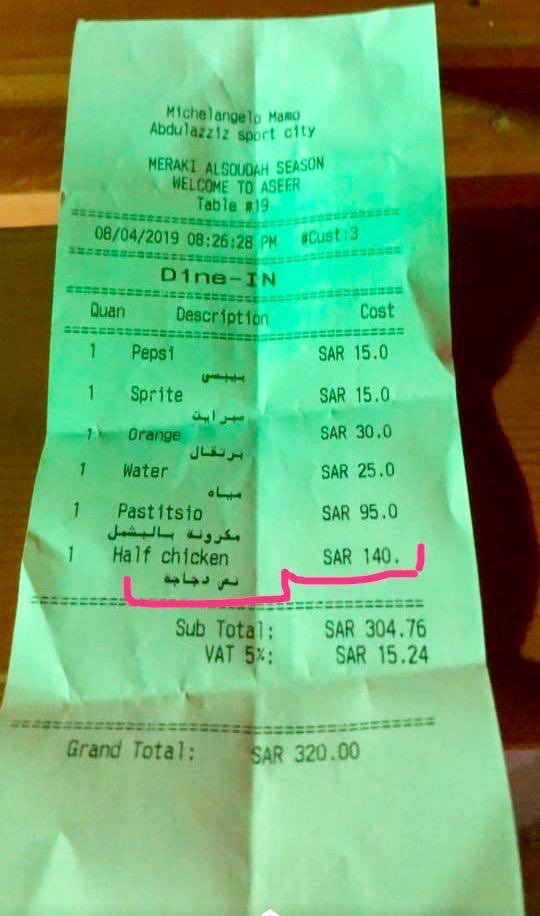 Michelangelo Mamo
Abdulazziz sport city
MERAKI ALSOUDAH SEASON
WELCOME TO ASEER
Table #19
08/04/2019 08:26:28 PM #Cust:3
Dine-IN
Quan Description Cost
1 Pepsi SAR 15.0
بيبسي
1 Sprite SAR 15.0
سبرايت
1 Orange SAR 30.0
برتقال
1 Water SAR 25.0
مياه
1 Pastitsio SAR 95.0
مكرونة بالبشمل
1 Half chicken SAR 140.
نص دجاجة
Sub Total: SAR 304.76
VAT 5%: SAR 15.24
Grand Total: SAR 320.00